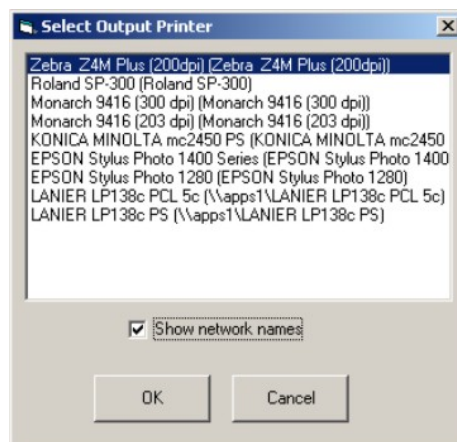 Select Output Printer
Zebra Z4M Plus (200dpi) (Zebra Z4M Plus (200dpi))
Roland SP-300 (Roland SP-300)
Monarch 9416 (300 dpi) (Monarch 9416 (300 dpi))
Monarch 9416 (203 dpi) (Monarch 9416 (203 dpi))
KONICA MINOLTA mc2450 PS (KONICA MINOLTA mc2450
EPSON Stylus Photo 1400 Series (EPSON Stylus Photo 1400
EPSON Stylus Photo 1280 (EPSON Stylus Photo 1280)
LANIER LP138c PCL 5c (\\apps1\LANIER LP138c PCL 5c)
LANIER LP138c PS (\\apps1\LANIER LP138c PS)
Show network names
OK
Cancel